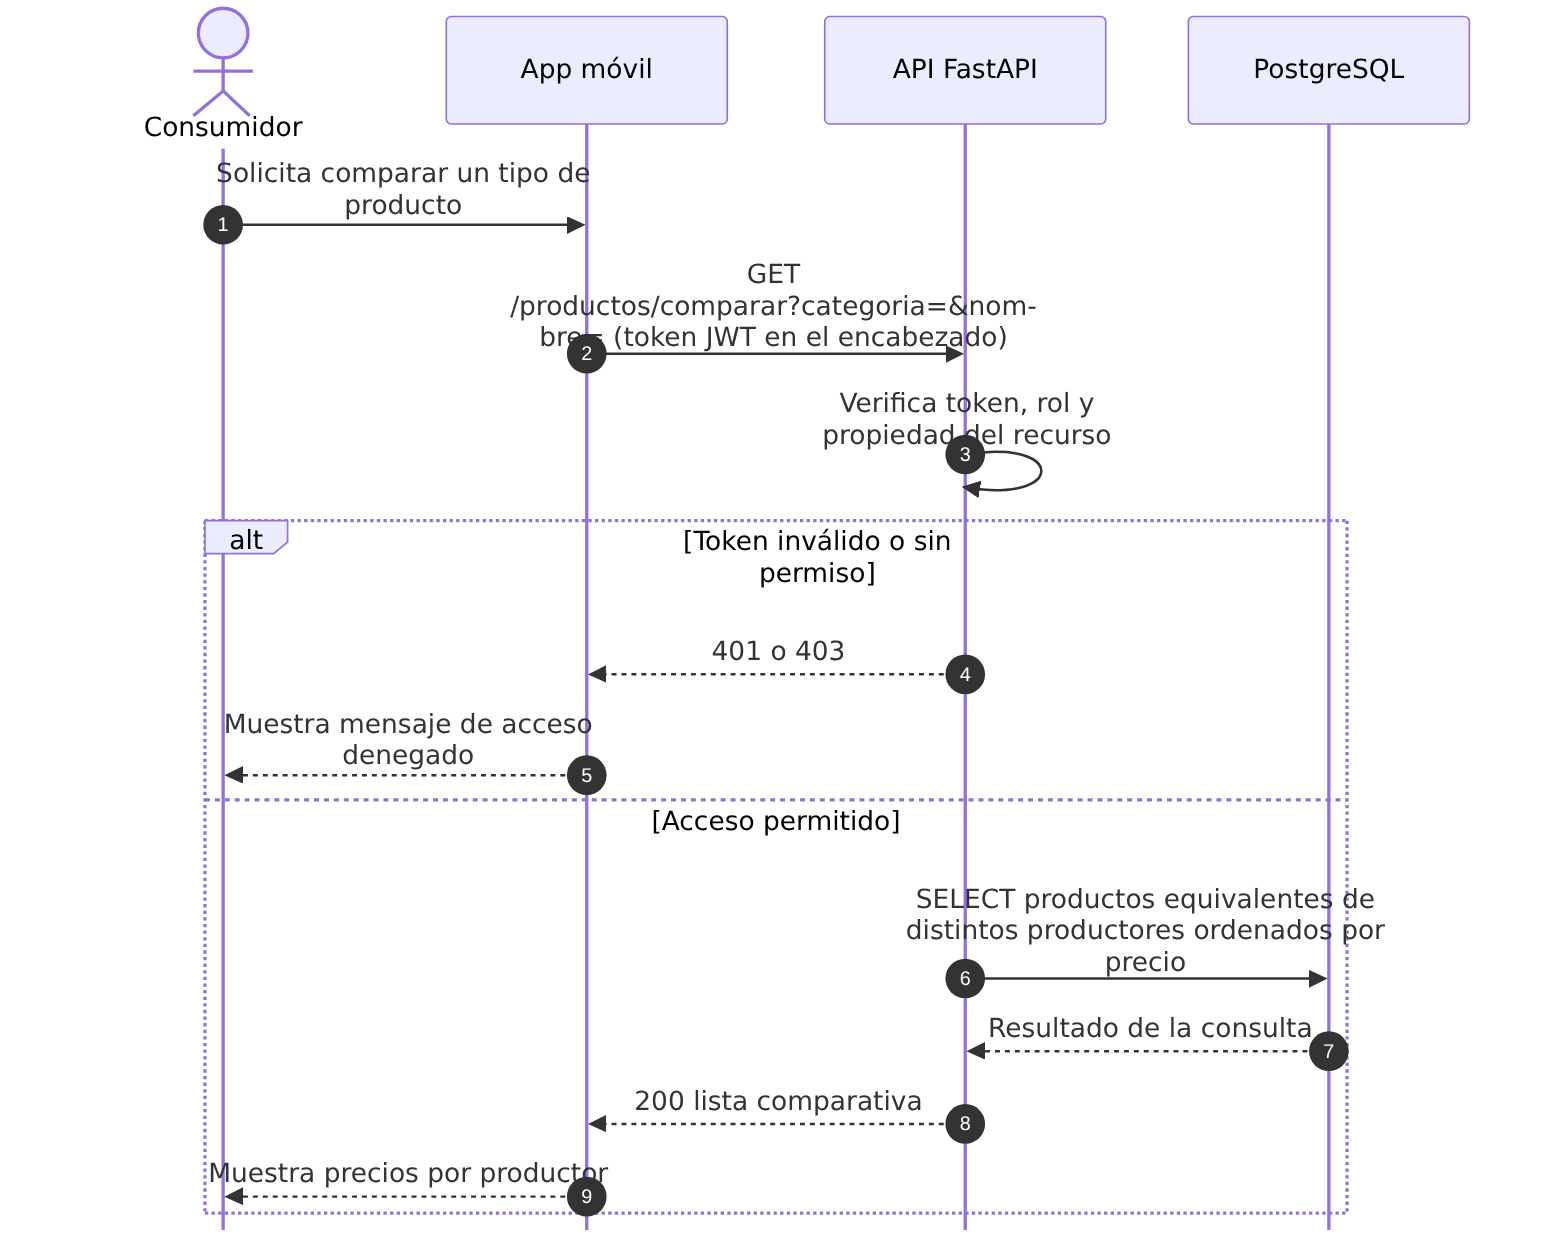 Consumidor
App móvil
API FastAPI
PostgreSQL
Solicita comparar un tipo de
producto
1
GET
/productos/comparar?categoria=&nom-
bre= (token JWT en el encabezado)
2
Verifica token, rol y
propiedad del recurso
3
alt
[Token inválido o sin
permiso]
401 o 403
4
Muestra mensaje de acceso
denegado
5
[Acceso permitido]
SELECT productos equivalentes de
distintos productores ordenados por
precio
6
Resultado de la consulta
7
200 lista comparativa
8
Muestra precios por productor
9